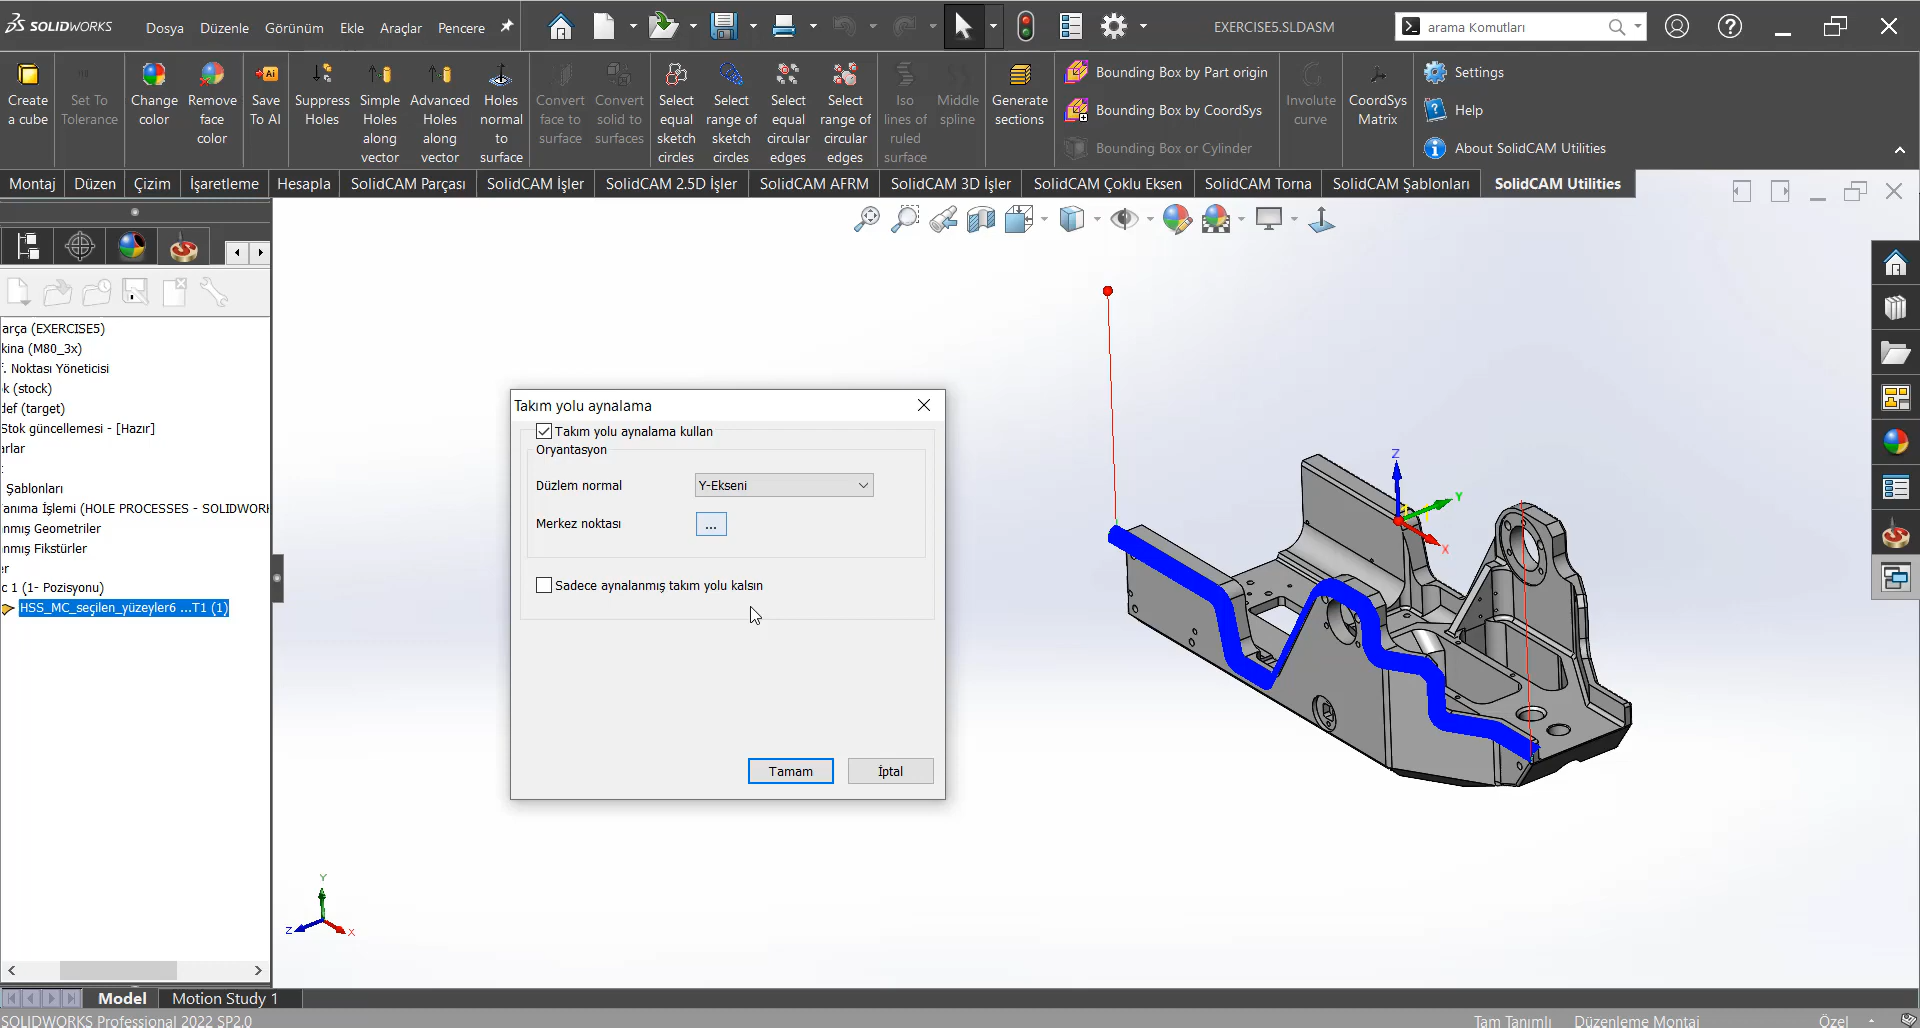 SOLIDWORKS
Dosya Düzenle Görünüm Ekle Araçlar Pencere
EXERCISE5.SLDASM
arama Komutları
Create a cube
Set To Tolerance
Change color
Remove face color
Save To AI
Suppress Holes
Simple Holes along vector
Advanced Holes along vector
Holes normal to surface
Convert face to surface
Convert solid to surfaces
Select equal sketch circles
Select range of sketch circles
Select equal circular edges
Select range of circular edges
Iso lines of ruled surface
Middle spline
Generate sections
Bounding Box by Part origin
Bounding Box by CoordSys
Bounding Box or Cylinder
Involute curve
CoordSys Matrix
Settings
Help
About SolidCAM Utilities
Montaj Düzen Çizim İşaretleme Hesapla SolidCAM Parçası SolidCAM İşler SolidCAM 2.5D İşler SolidCAM AFRM SolidCAM 3D İşler SolidCAM Çoklu Eksen SolidCAM Torna SolidCAM Şablonları SolidCAM Utilities
arça (EXERCISE5)
kina (M80_3x)
. Noktası Yöneticisi
k (stock)
def (target)
Stok güncellemesi - [Hazır]
arlar
Şablonları
anıma İşlemi (HOLE PROCESSES - SOLIDWORK
nmış Geometriler
nmış Fikstürler
er
c 1 (1- Pozisyonu)
HSS_MC_seçilen_yüzeyler6 ...T1 (1)
Takım yolu aynalama
Takım yolu aynalama kullan
Oryantasyon
Düzlem normal Y-Ekseni
Merkez noktası ...
Sadece aynalanmış takım yolu kalsın
Tamam İptal
Z
Y
X
Y
Z
X
Model Motion Study 1
SOLIDWORKS Professional 2022 SP2.0
Tam Tanımlı Düzenleme Montaj Özel